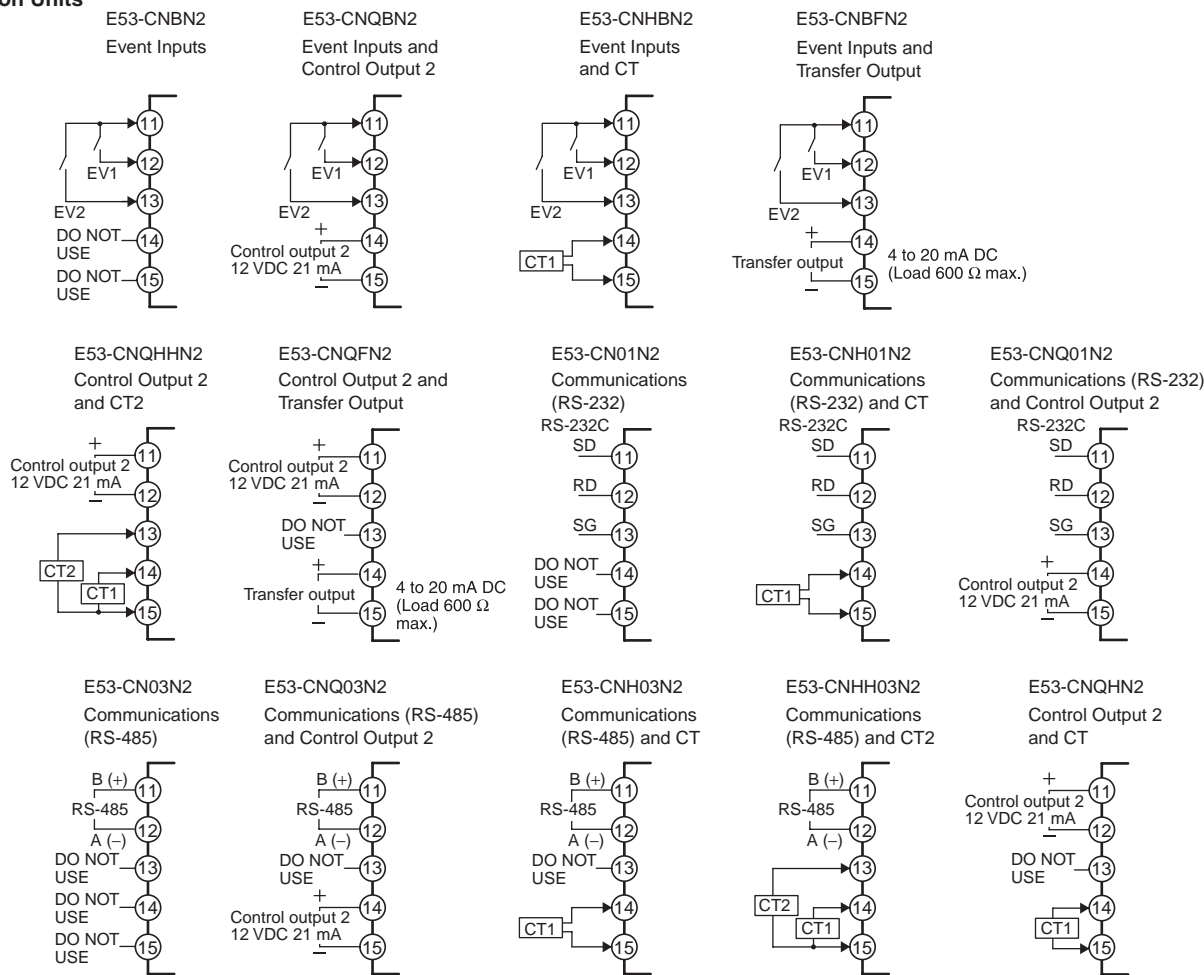 on Units
E53-CNBN2
Event Inputs
11
12
EV1
13
EV2
DO NOT
USE
14
DO NOT
USE
15
E53-CNQBN2
Event Inputs and
Control Output 2
11
12
EV1
13
EV2
+
14
Control output 2
12 VDC 21 mA
15
−
E53-CNHBN2
Event Inputs
and CT
11
12
EV1
13
EV2
14
CT1
15
E53-CNBFN2
Event Inputs and
Transfer Output
11
12
EV1
13
EV2
+
14
Transfer output
4 to 20 mA DC
(Load 600 Ω max.)
15
−
E53-CNQHHN2
Control Output 2
and CT2
+
11
Control output 2
12 VDC 21 mA
12
−
13
CT2
14
CT1
15
E53-CNQFN2
Control Output 2 and
Transfer Output
+
11
Control output 2
12 VDC 21 mA
12
−
DO NOT
USE
13
+
14
Transfer output
4 to 20 mA DC
(Load 600 Ω
max.)
15
−
E53-CN01N2
Communications
(RS-232)
RS-232C
SD
11
RD
12
SG
13
DO NOT
USE
14
DO NOT
USE
15
E53-CNH01N2
Communications
(RS-232) and CT
RS-232C
SD
11
RD
12
SG
13
14
CT1
15
E53-CNQ01N2
Communications (RS-232)
and Control Output 2
RS-232C
SD
11
RD
12
SG
13
+
14
Control output 2
12 VDC 21 mA
15
−
E53-CN03N2
Communications
(RS-485)
B (+)
11
RS-485
12
A (−)
DO NOT
USE
13
DO NOT
USE
14
DO NOT
USE
15
E53-CNQ03N2
Communications (RS-485)
and Control Output 2
B (+)
11
RS-485
12
A (−)
DO NOT
USE
13
+
14
Control output 2
12 VDC 21 mA
15
−
E53-CNH03N2
Communications
(RS-485) and CT
B (+)
11
RS-485
12
A (−)
DO NOT
USE
13
14
CT1
15
E53-CNHH03N2
Communications
(RS-485) and CT2
B (+)
11
RS-485
12
A (−)
13
CT2
14
CT1
15
E53-CNQHN2
Control Output 2
and CT
+
11
Control output 2
12 VDC 21 mA
12
−
DO NOT
USE
13
14
CT1
15